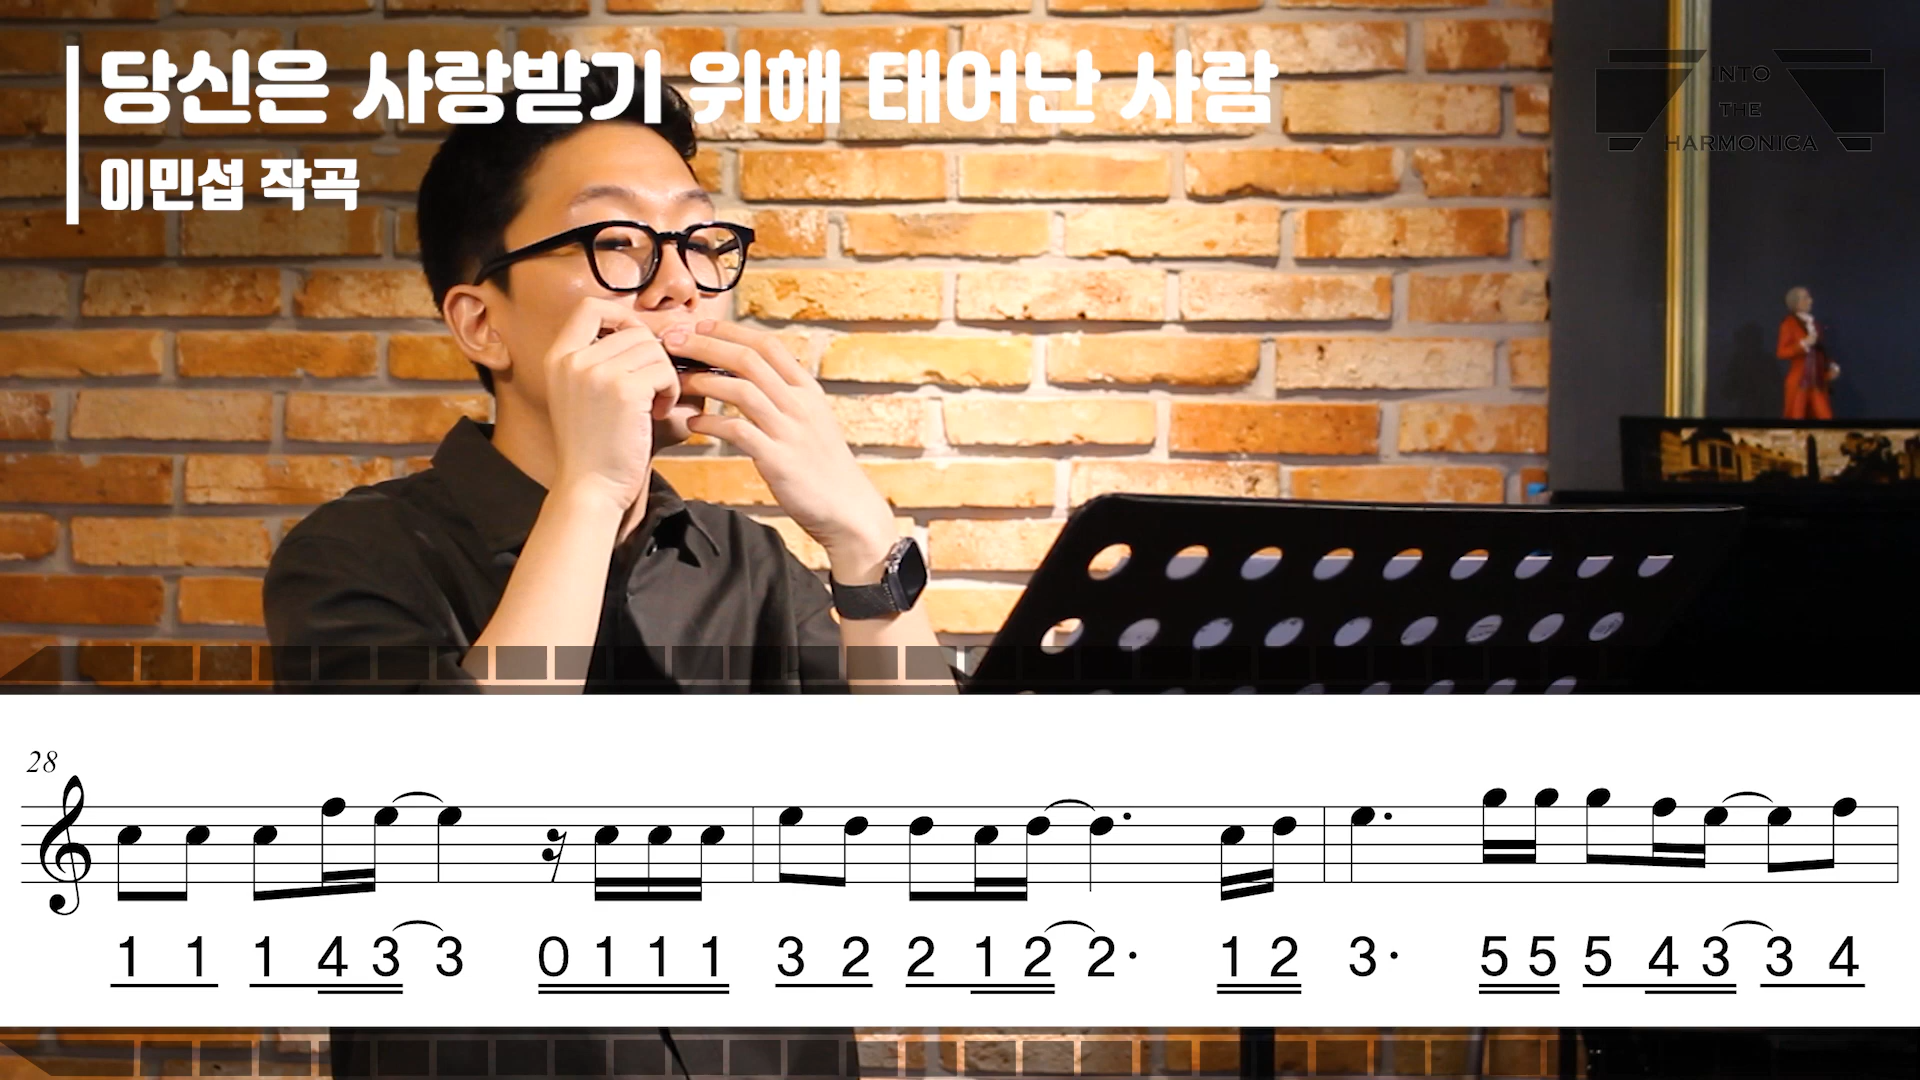 당신은 사랑받기 위해 태어난 사람
이민섭 작곡
INTO
THE
HARMONICA
28
1 1 1 4 3 3 0 1 1 1 3 2 2 1 2 2· 1 2 3· 5 5 5 4 3 3 4